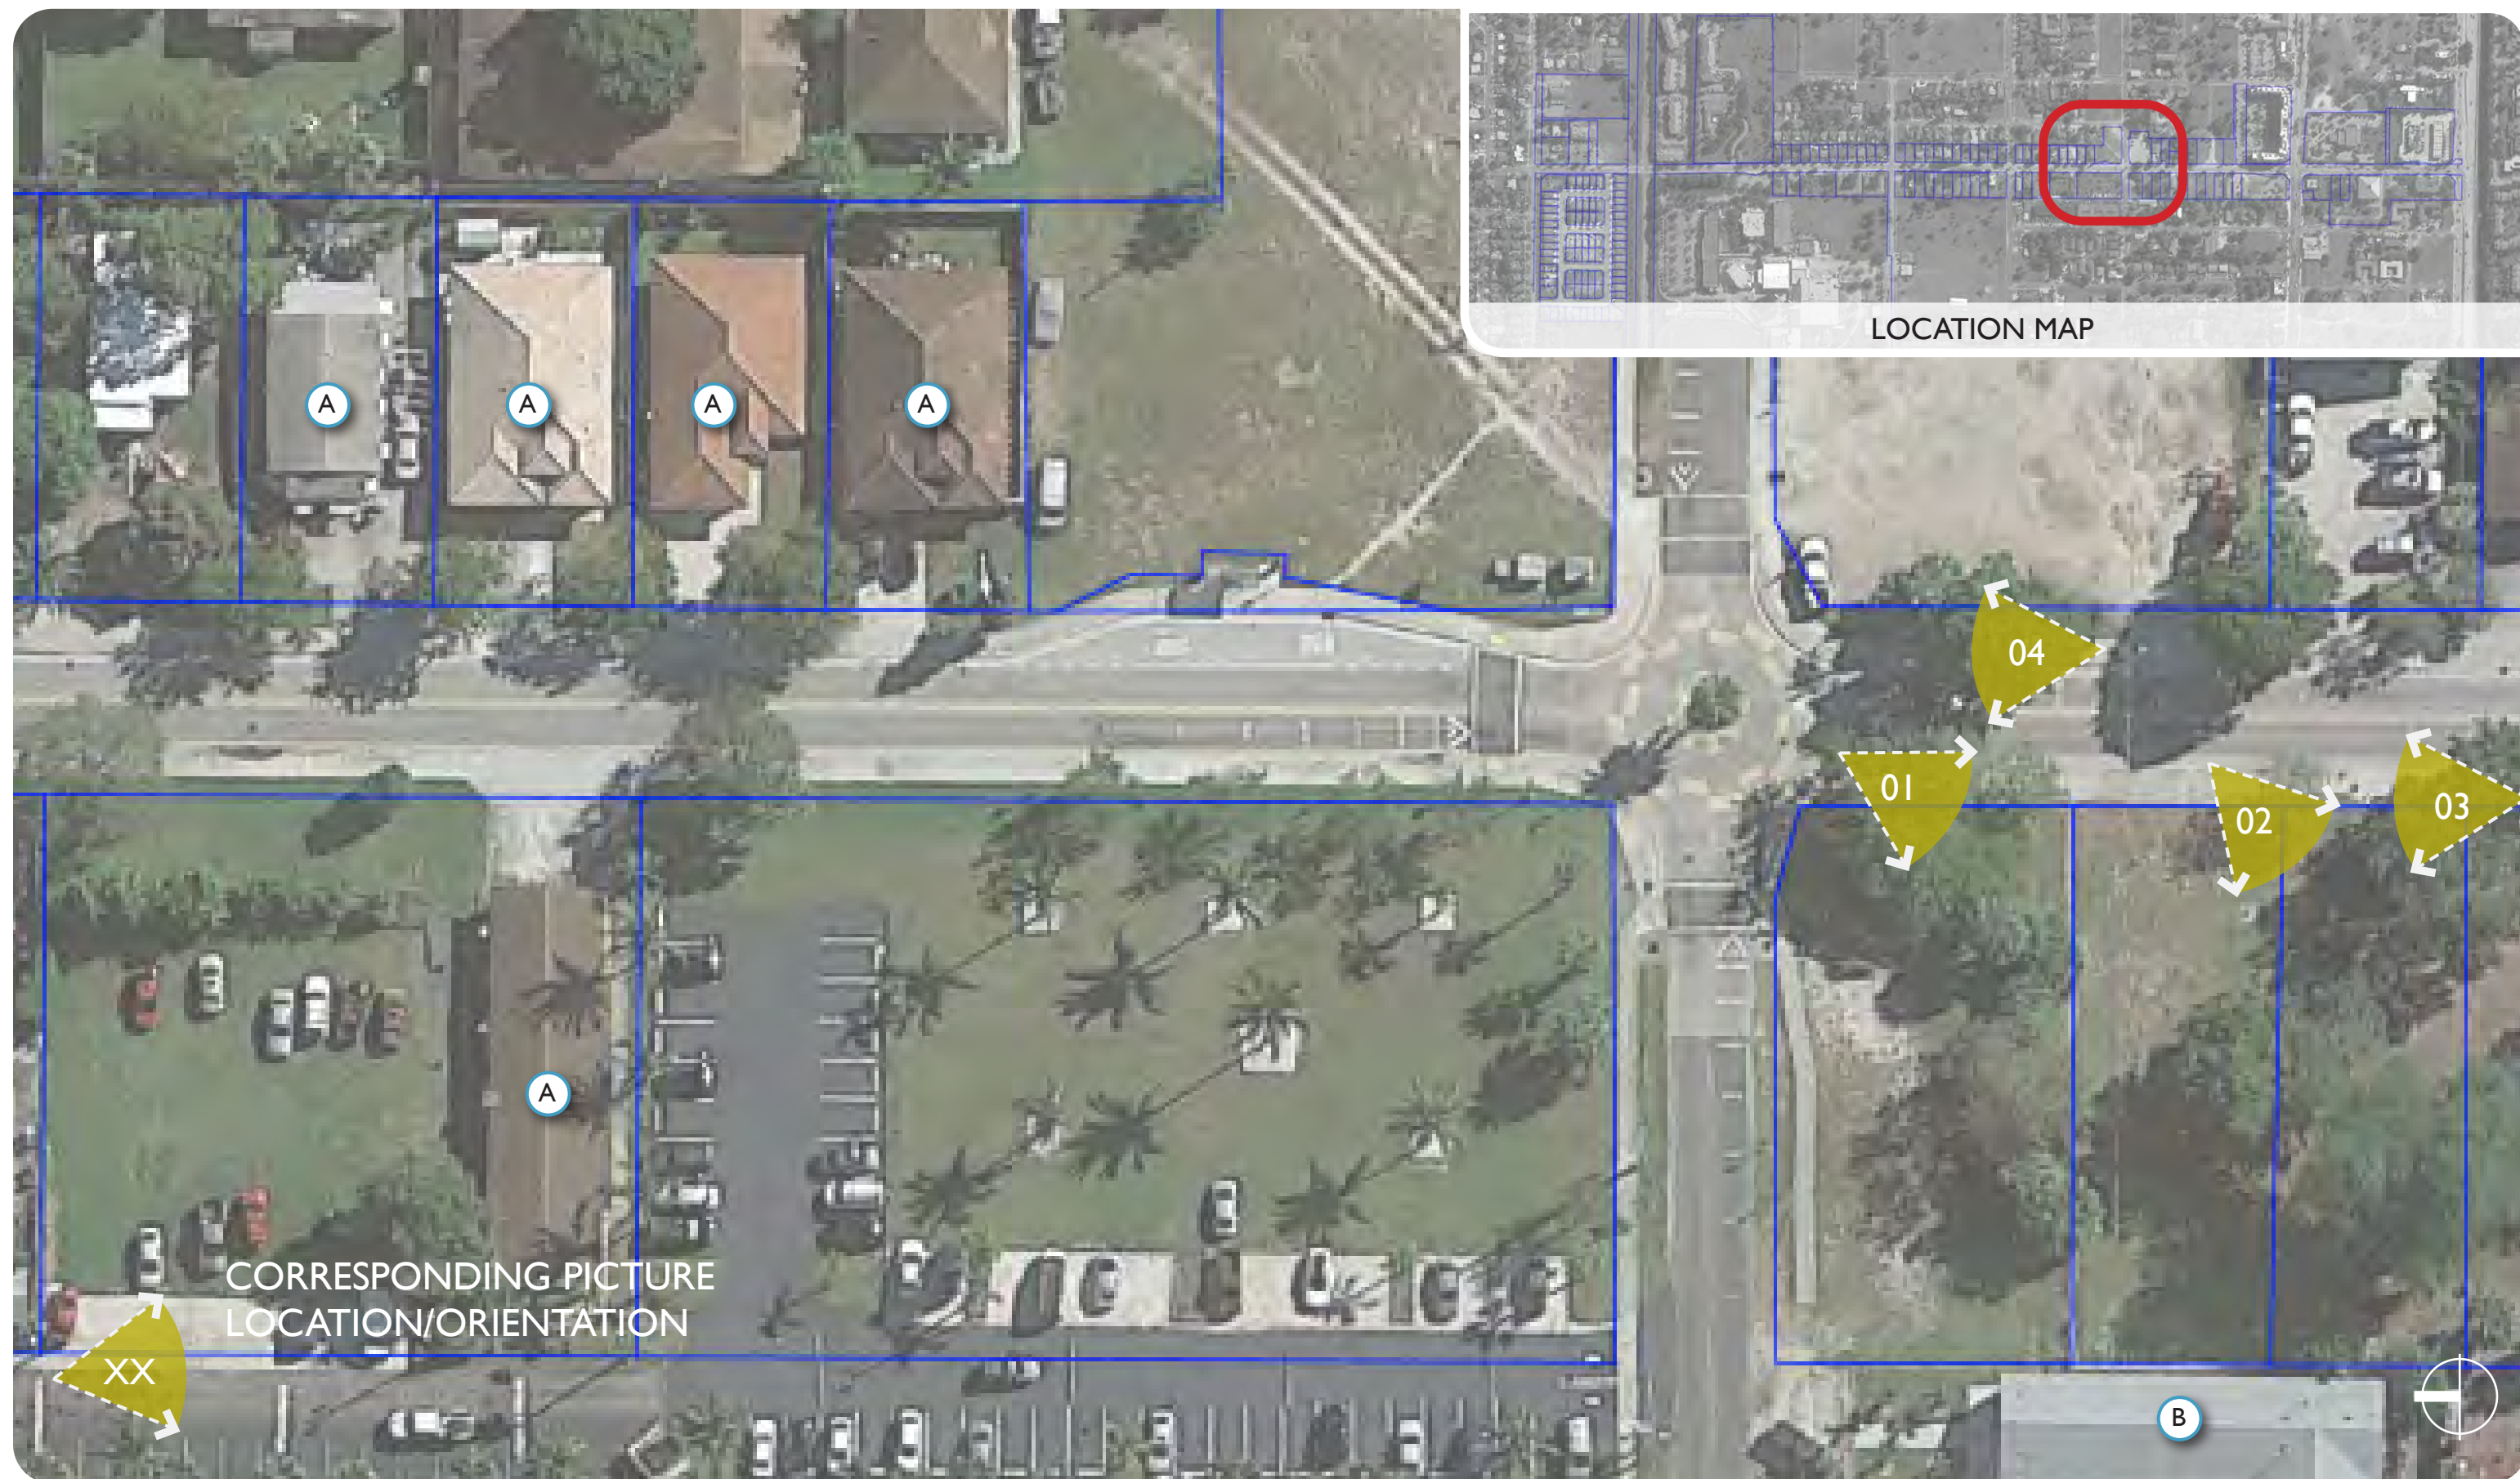 LOCATION MAP
A
A
A
A
04
01
02
03
A
CORRESPONDING PICTURE
LOCATION/ORIENTATION
XX
B